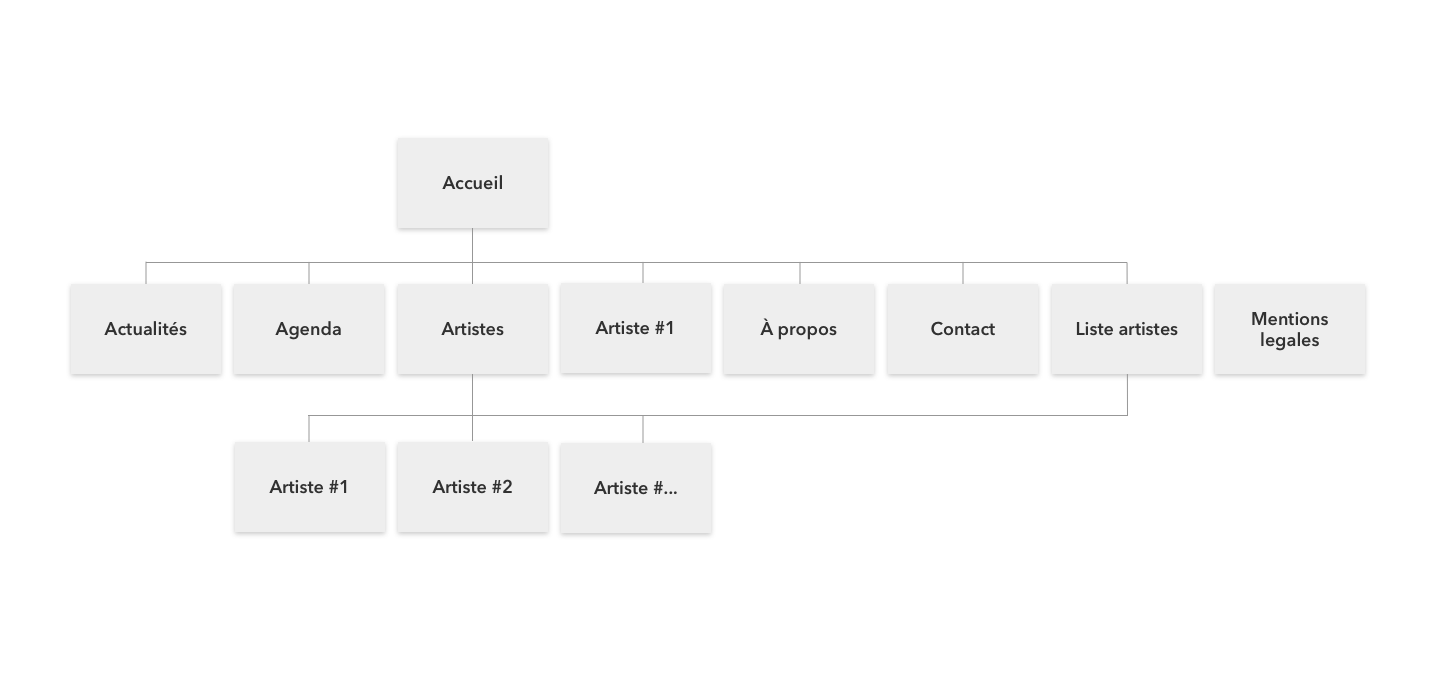 Accueil
Actualités
Agenda
Artistes
Artiste #1
À propos
Contact
Liste artistes
Mentions
legales
Artiste #1
Artiste #2
Artiste #...